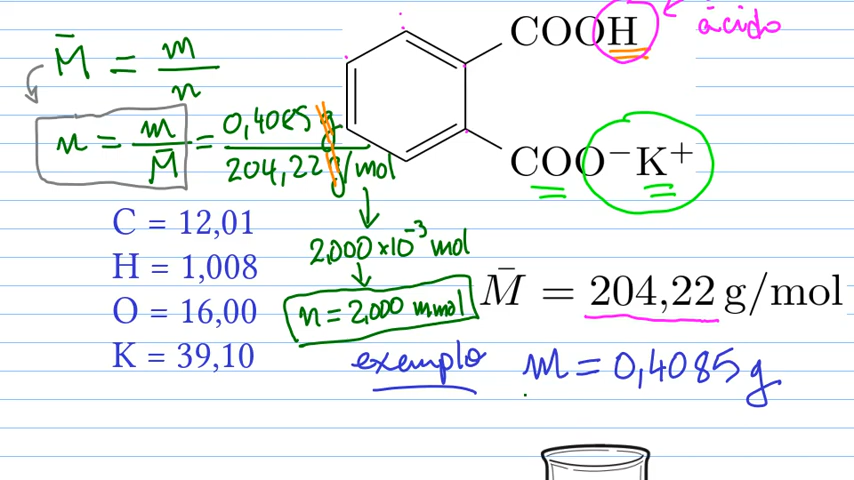 COOH
ácido
M̄ = m/n
n = m/M̄ = 0,4085 g / 204,22 g/mol
COO⁻K⁺
C = 12,01
H = 1,008
O = 16,00
K = 39,10
2,000×10⁻³ mol
n = 2,000 mmol
M̄ = 204,22 g/mol
exemplo
m = 0,4085 g